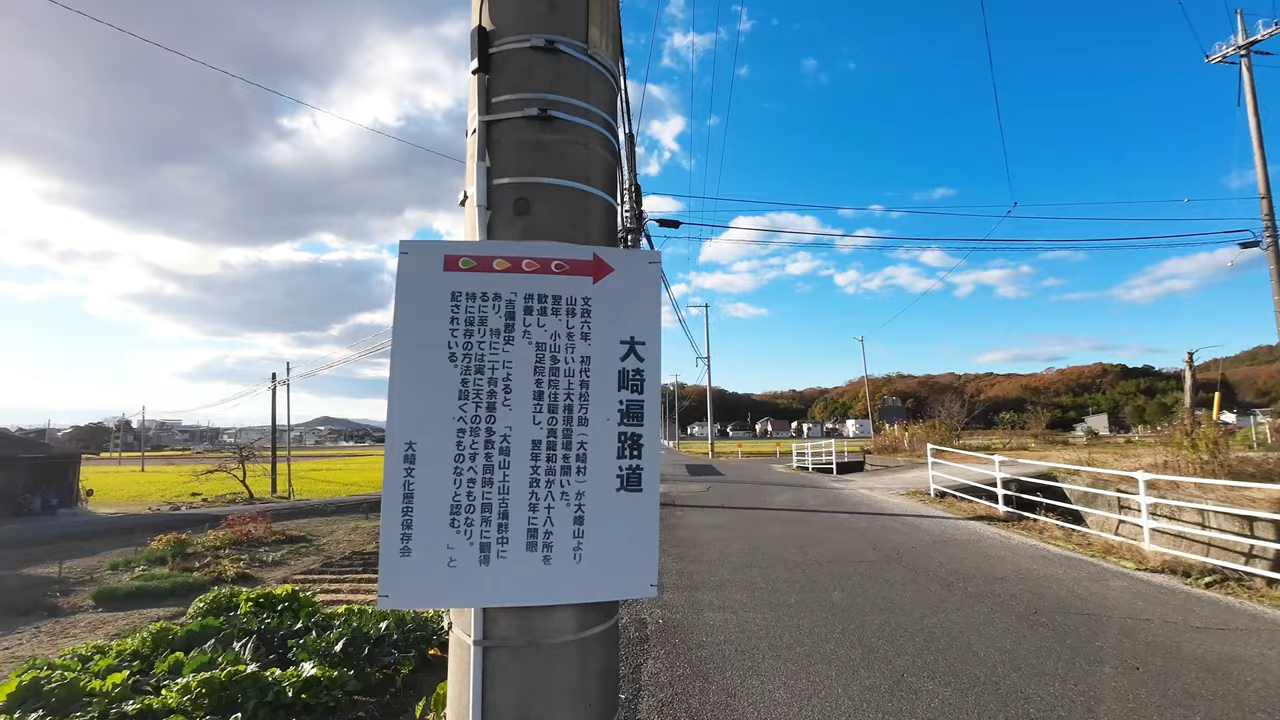 大崎遍路道
文政六年、初代有松万助（大崎村）が大峰山より
山移しを行い山上大権現霊場を開いた。
翌年、小山多聞院住職の真龍和尚が八十八か所を
歓進し、知足院を建立し、翌年文政九年に開眼
供養した。
「吉備郡史」によると、「大崎山上山古墳群中に
あり、特に二十有余基の多数を同時に同所に観得
るに至りては実に天下の珍とすべきものなり。
特に保存の方法を設くべきものなりと認む。」と
記されている。
大崎文化歴史保存会